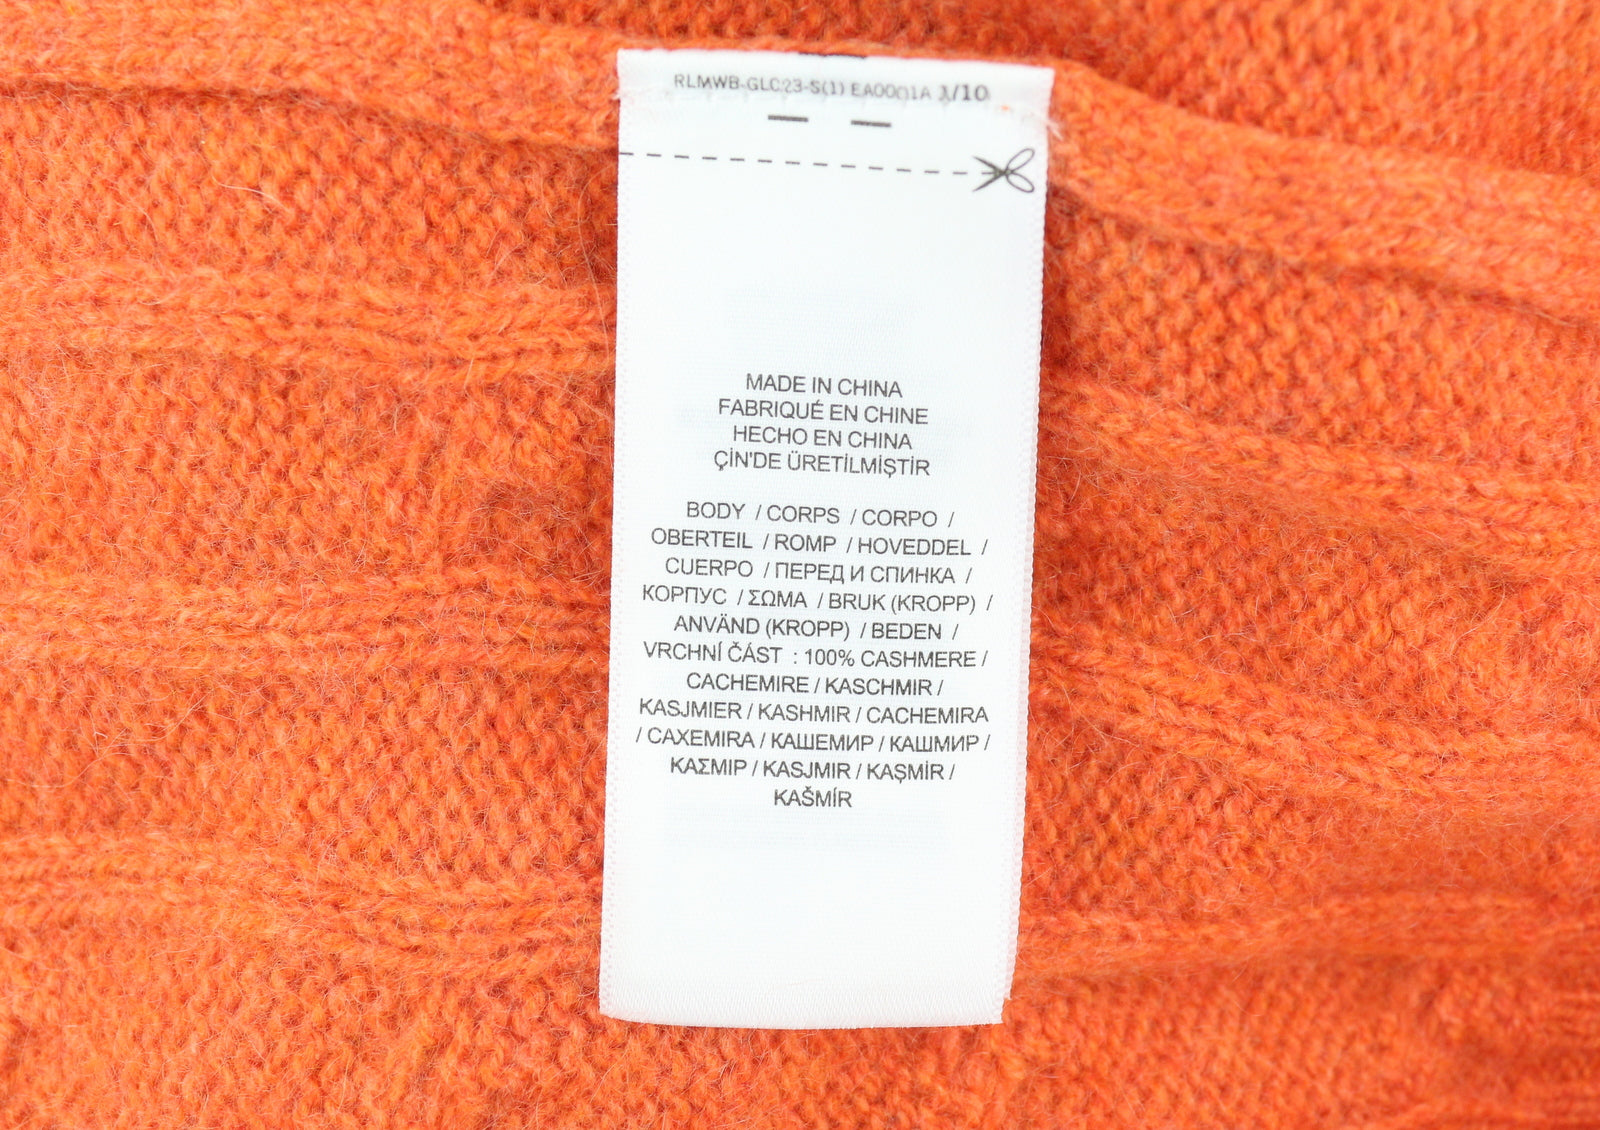 RLMWB-GLC23-S(1) EA0001A 1/10
MADE IN CHINA
FABRIQUÉ EN CHINE
HECHO EN CHINA
ÇİN'DE ÜRETİLMİŞTİR
BODY / CORPS / CORPO /
OBERTEIL / ROMP / HOVEDDEL /
CUERPO / ПЕРЕД И СПИНКА /
КОРПУС / ΣΩΜΑ / BRUK (KROPP) /
ANVÄND (KROPP) / BEDEN /
VRCHNÍ ČÁST : 100% CASHMERE /
CACHEMIRE / KASCHMIR /
KASJMIER / KASHMIR / CACHEMIRA
/ CAXEMIRA / КАШЕМИР / КАШМИР /
ΚΑΣΜΙΡ / KASJMIR / KAŞMİR /
KAŠMÍR